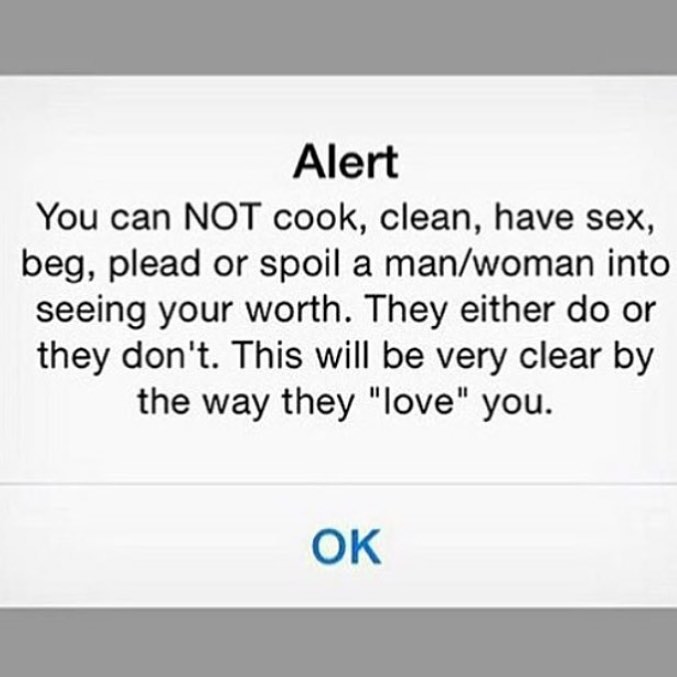 Alert
You can NOT cook, clean, have sex,
beg, plead or spoil a man/woman into
seeing your worth. They either do or
they don't. This will be very clear by
the way they "love" you.
OK